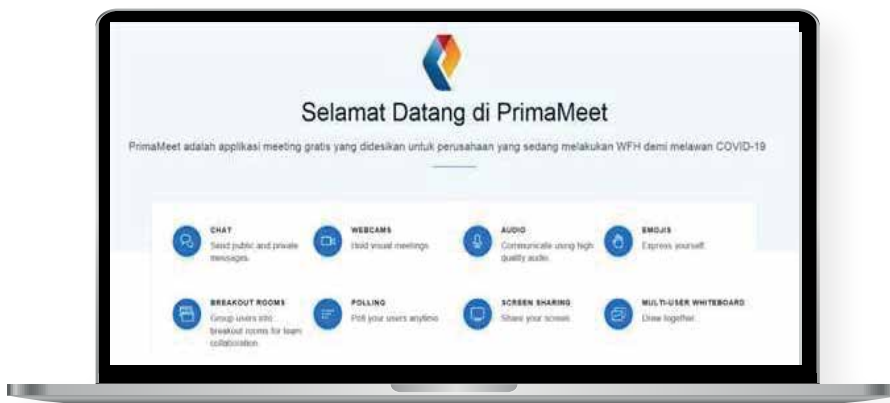 Selamat Datang di PrimaMeet
PrimaMeet adalah applikasi meeting gratis yang didesikan untuk perusahaan yang sedang melakukan WFH demi melawan COVID-19
CHAT
Send public and private
messages.
WEBCAMS
Hold visual meetings.
AUDIO
Communicate using high
quality audio.
EMOJIS
Express yourself.
BREAKOUT ROOMS
Group users into
breakout rooms for team
collaboration.
POLLING
Poll your users anytime.
SCREEN SHARING
Share your screen.
MULTI-USER WHITEBOARD
Draw together.